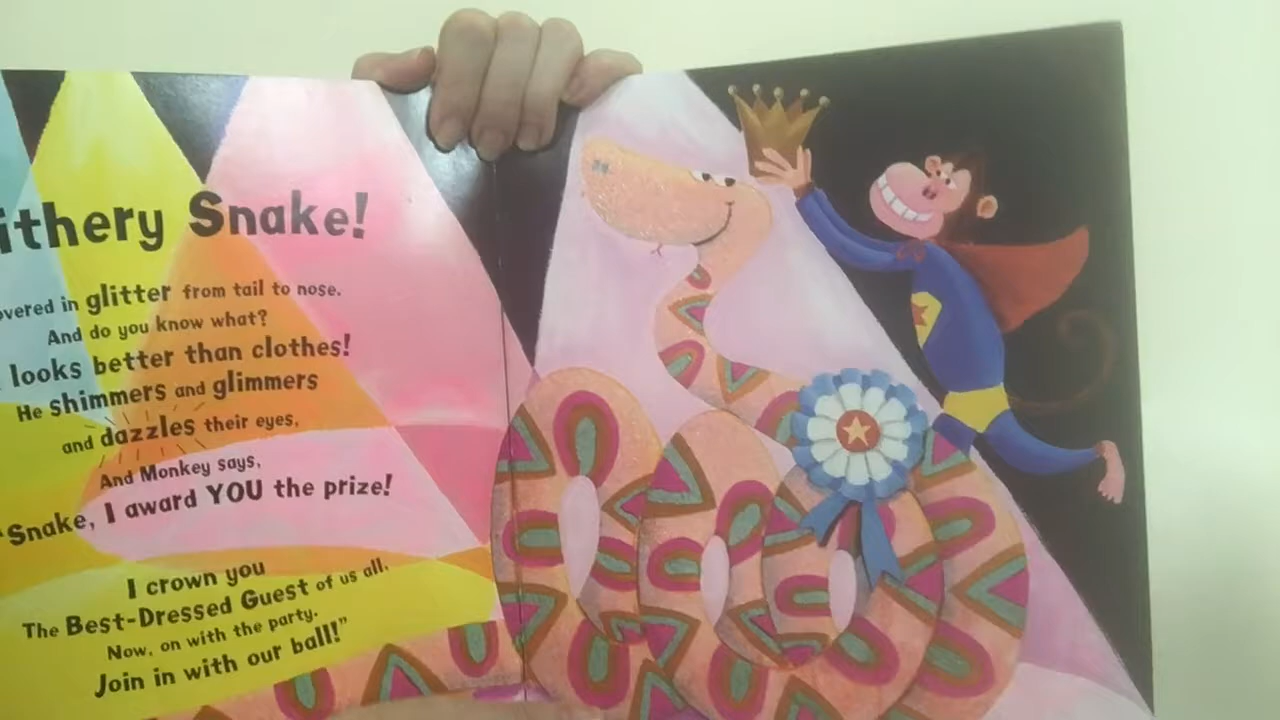 ithery Snake!
overed in glitter from tail to nose.
And do you know what?
looks better than clothes!
He shimmers and glimmers
and dazzles their eyes,
And Monkey says,
"Snake, I award YOU the prize!
I crown you
The Best-Dressed Guest of us all.
Now, on with the party.
Join in with our ball!"